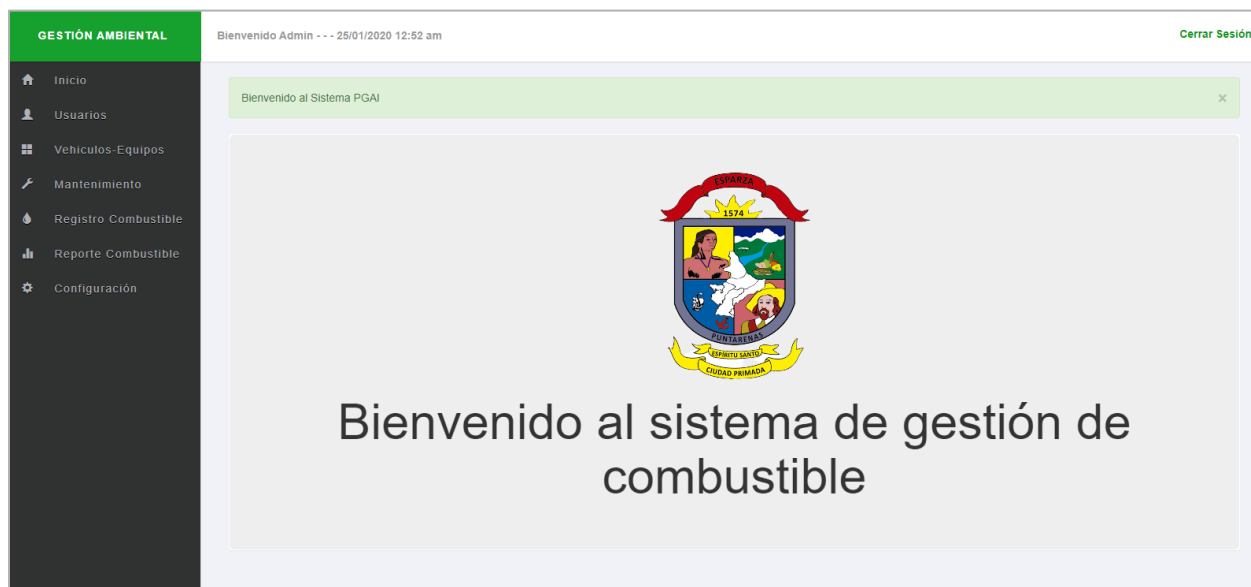 GESTIÓN AMBIENTAL
Bienvenido Admin - - - 25/01/2020 12:52 am
Cerrar Sesión
Inicio
Usuarios
Vehiculos-Equipos
Mantenimiento
Registro Combustible
Reporte Combustible
Configuración
Bienvenido al Sistema PGAI
×
ESPARZA
1574
PUNTARENAS
ESPÍRITU SANTO
CIUDAD PRIMADA
Bienvenido al sistema de gestión de
combustible